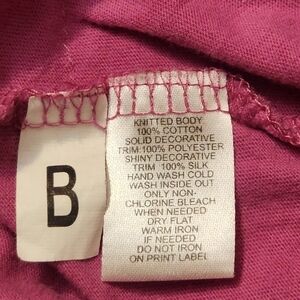 B
KNITTED BODY
100% COTTON
SOLID DECORATIVE
TRIM:100% POLYESTER
SHINY DECORATIVE
TRIM 100% SILK
HAND WASH COLD
WASH INSIDE OUT
ONLY NON-
CHLORINE BLEACH
WHEN NEEDED
DRY FLAT
WARM IRON
IF NEEDED
DO NOT IRON
ON PRINT LABEL